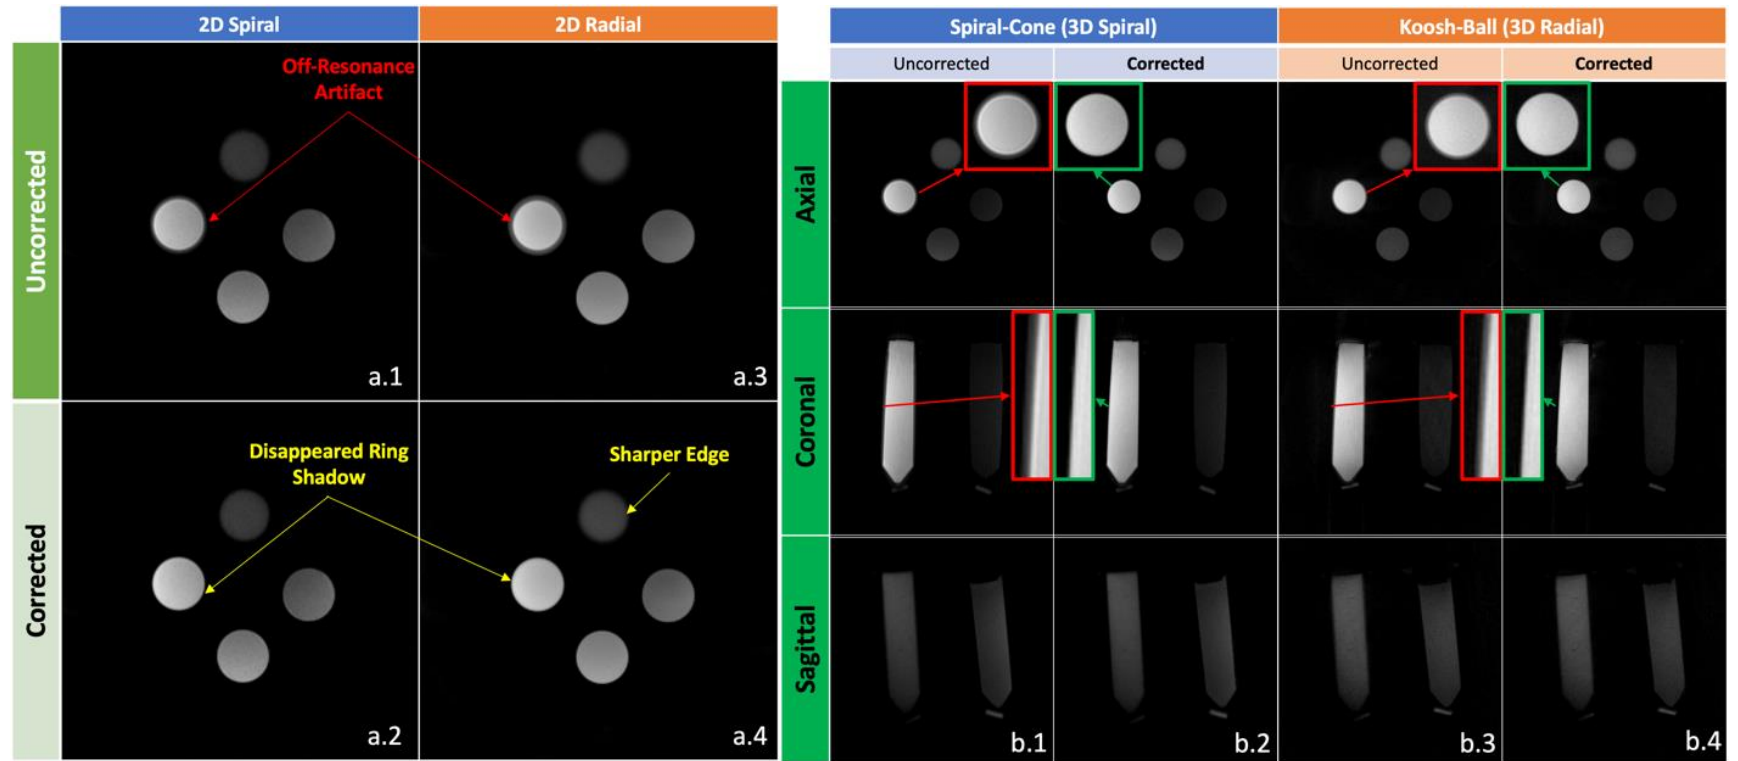 2D Spiral
2D Radial
Uncorrected
Off-Resonance
Artifact
a.1
a.3
Corrected
Disappeared Ring
Shadow
Sharper Edge
a.2
a.4
Spiral-Cone (3D Spiral)
Koosh-Ball (3D Radial)
Uncorrected
Corrected
Uncorrected
Corrected
Axial
Coronal
Sagittal
b.1
b.2
b.3
b.4